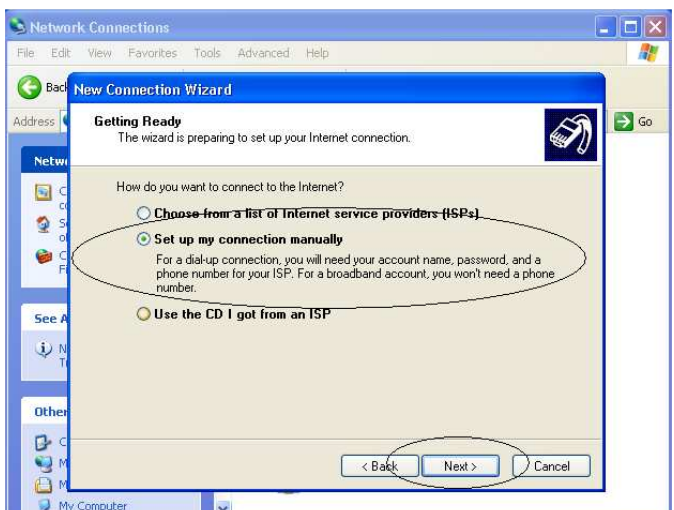 Network Connections
File Edit View Favorites Tools Advanced Help
Back
New Connection Wizard
Address
Go
Getting Ready
The wizard is preparing to set up your Internet connection.
How do you want to connect to the Internet?
Choose from a list of Internet service providers (ISPs)
Set up my connection manually
For a dial-up connection, you will need your account name, password, and a
phone number for your ISP. For a broadband account, you won't need a phone
number.
Use the CD I got from an ISP
See A
Other
< Back Next > Cancel
My Computer